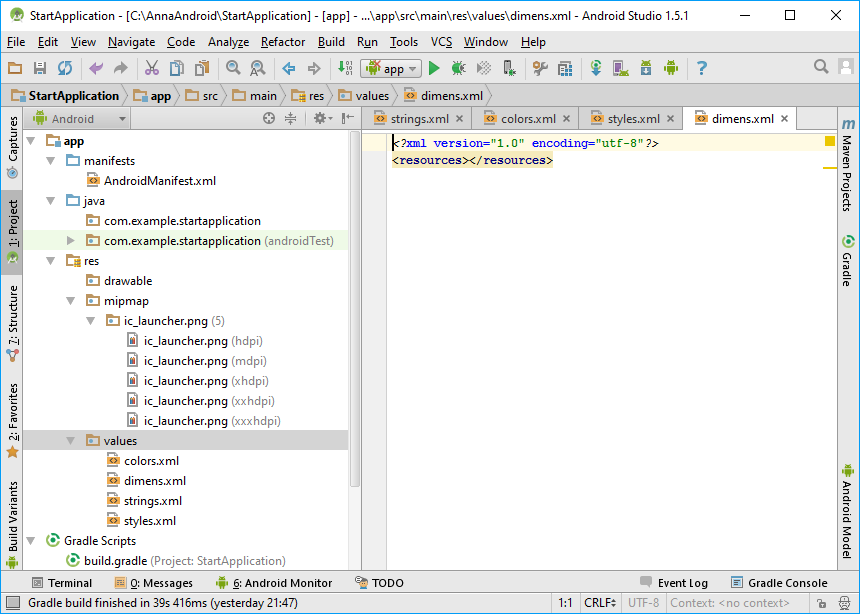 StartApplication - [C:\AnnaAndroid\StartApplication] - [app] - ...\app\src\main\res\values\dimens.xml - Android Studio 1.5.1
File Edit View Navigate Code Analyze Refactor Build Run Tools VCS Window Help
app
StartApplication app src main res values dimens.xml
Android
strings.xml colors.xml styles.xml dimens.xml
Captures
1: Project
7: Structure
2: Favorites
Build Variants
app
manifests
AndroidManifest.xml
java
com.example.startapplication
com.example.startapplication (androidTest)
res
drawable
mipmap
ic_launcher.png (5)
ic_launcher.png (hdpi)
ic_launcher.png (mdpi)
ic_launcher.png (xhdpi)
ic_launcher.png (xxhdpi)
ic_launcher.png (xxxhdpi)
values
colors.xml
dimens.xml
strings.xml
styles.xml
Gradle Scripts
build.gradle (Project: StartApplication)
<?xml version="1.0" encoding="utf-8"?>
<resources></resources>
m Maven Projects
Gradle
Android Model
Terminal 0: Messages 6: Android Monitor TODO Event Log Gradle Console
Gradle build finished in 39s 416ms (yesterday 21:47) 1:1 CRLF UTF-8 Context: <no context>